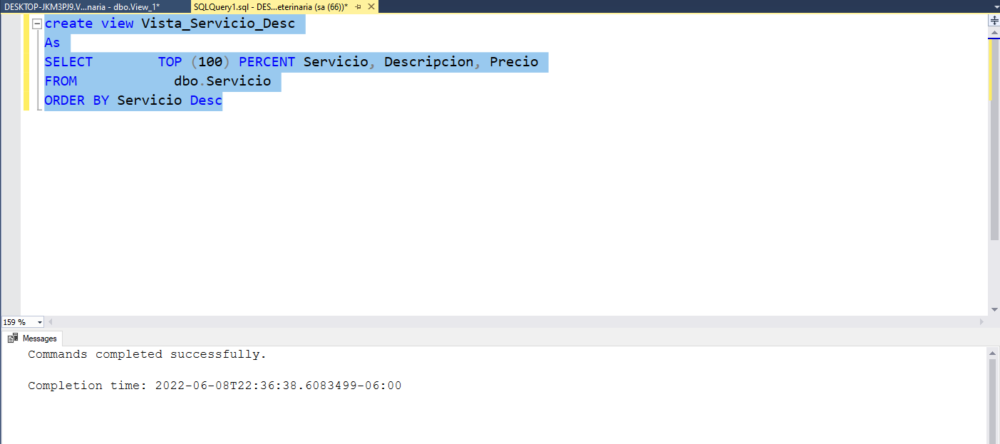 DESKTOP-JKM3PJ9.V...naria - dbo.View_1*
SQLQuery1.sql - DES...eterinaria (sa (66))*
create view Vista_Servicio_Desc
As
SELECT TOP (100) PERCENT Servicio, Descripcion, Precio
FROM dbo.Servicio
ORDER BY Servicio Desc
159 %
Messages
Commands completed successfully.
Completion time: 2022-06-08T22:36:38.6083499-06:00